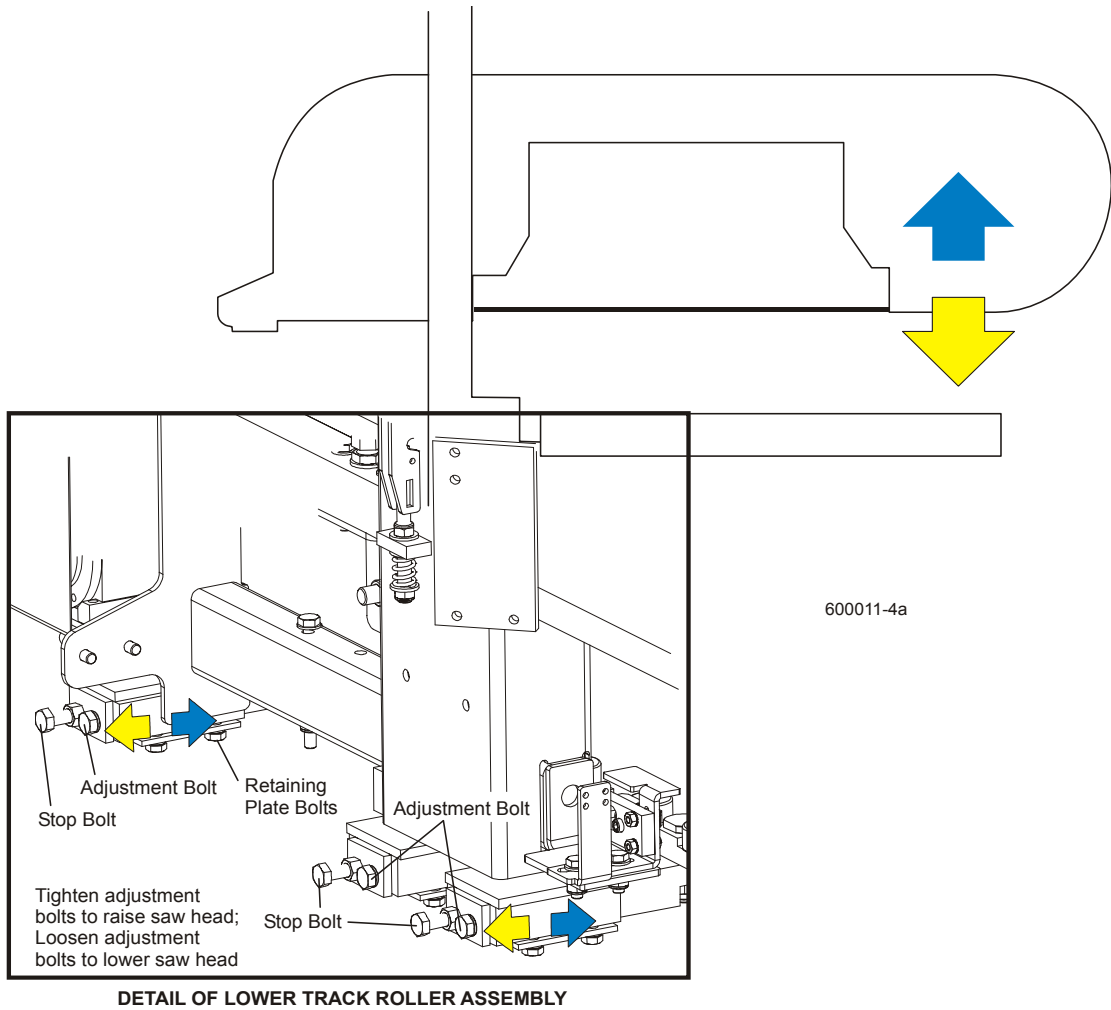 600011-4a
Adjustment Bolt
Stop Bolt
Retaining
Plate Bolts
Adjustment Bolt
Stop Bolt
Tighten adjustment
bolts to raise saw head;
Loosen adjustment
bolts to lower saw head
DETAIL OF LOWER TRACK ROLLER ASSEMBLY